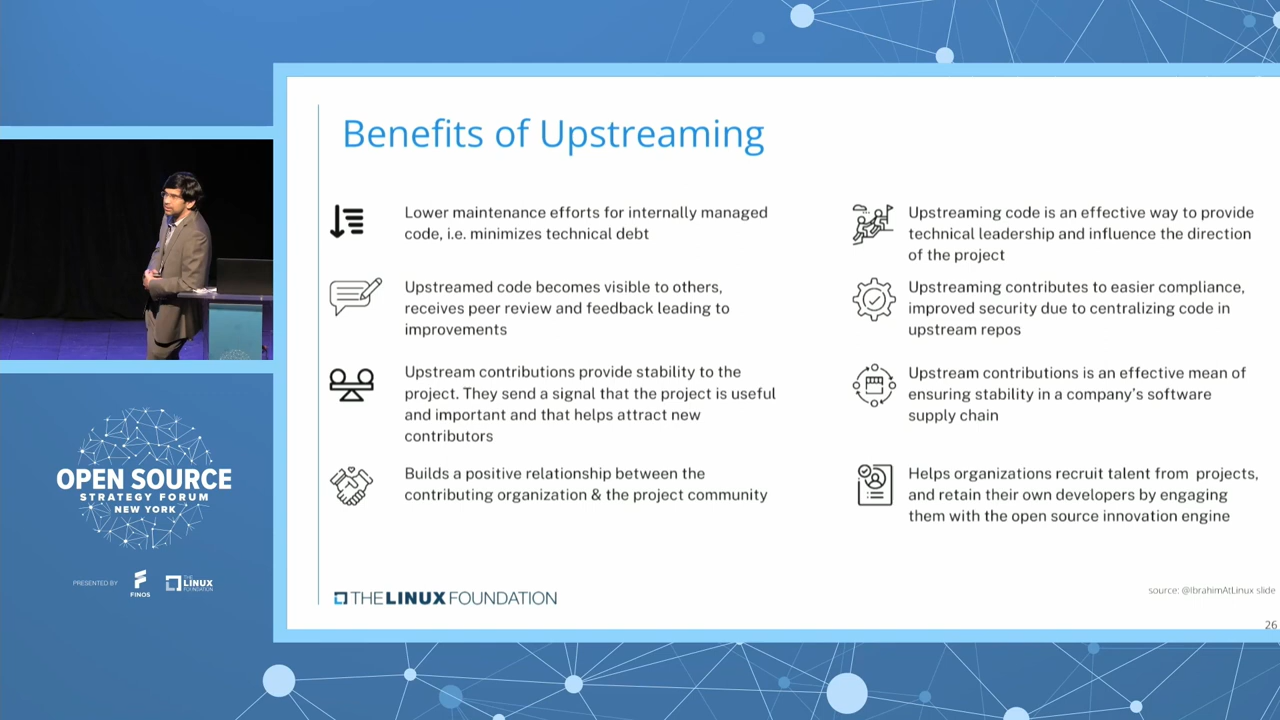 Benefits of Upstreaming
Lower maintenance efforts for internally managed
code, i.e. minimizes technical debt
Upstreamed code becomes visible to others,
receives peer review and feedback leading to
improvements
Upstream contributions provide stability to the
project. They send a signal that the project is useful
and important and that helps attract new
contributors
Builds a positive relationship between the
contributing organization & the project community
Upstreaming code is an effective way to provide
technical leadership and influence the direction
of the project
Upstreaming contributes to easier compliance,
improved security due to centralizing code in
upstream repos
Upstream contributions is an effective mean of
ensuring stability in a company's software
supply chain
Helps organizations recruit talent from projects,
and retain their own developers by engaging
them with the open source innovation engine
THE LINUX FOUNDATION
source: @IbrahimAtLinux slide
26
OPEN SOURCE
STRATEGY FORUM
NEW YORK
PRESENTED BY
FINOS
THE
LINUX
FOUNDATION